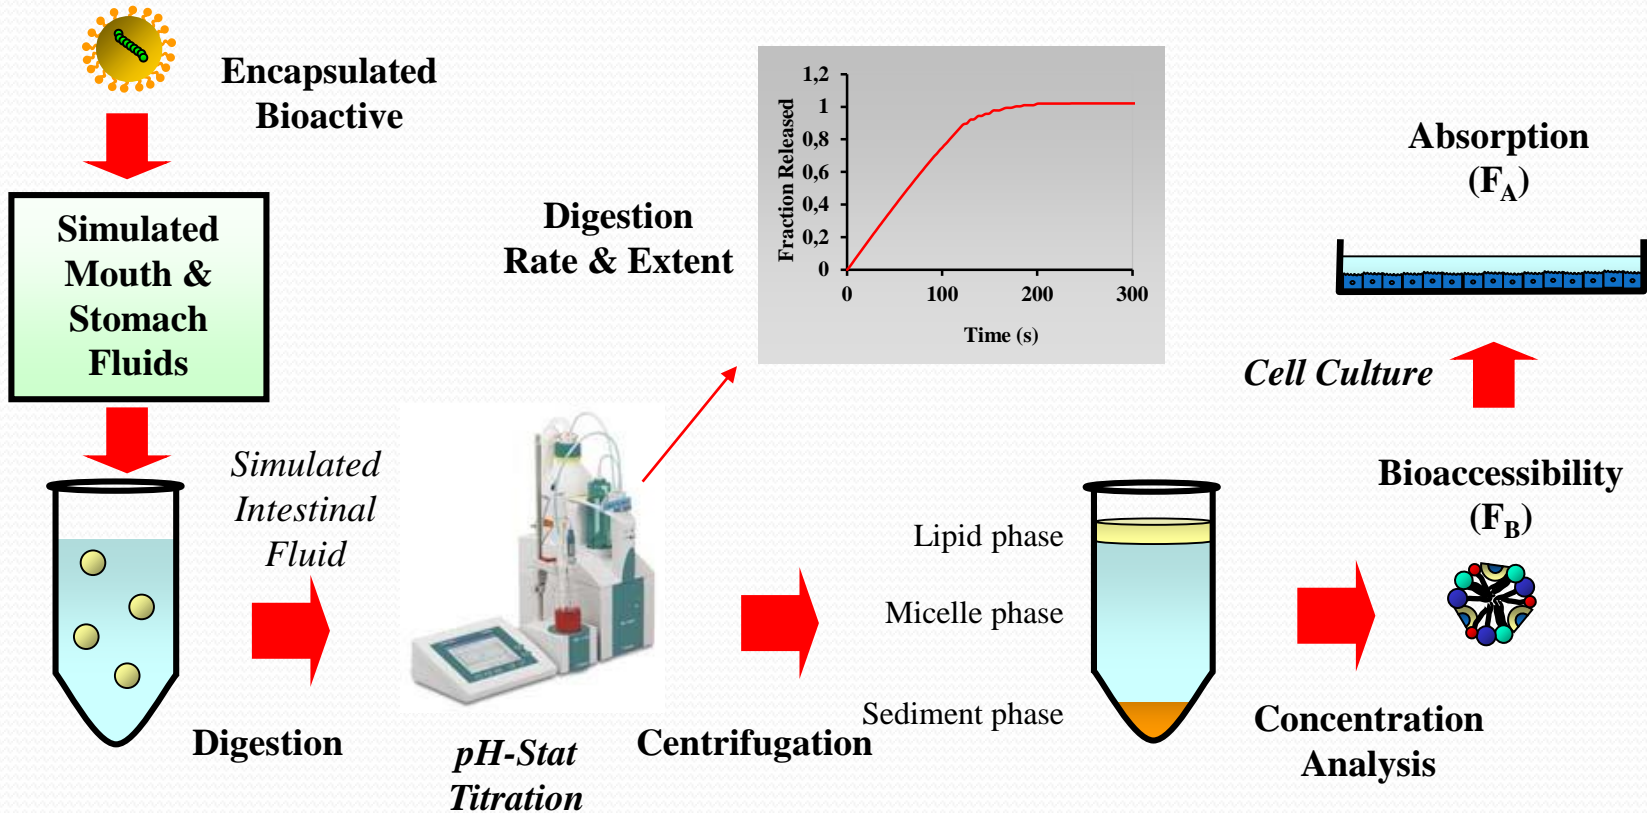 Encapsulated
Bioactive
Simulated
Mouth &
Stomach
Fluids
Simulated
Intestinal
Fluid
Digestion
pH-Stat
Titration
Digestion
Rate & Extent
Fraction Released
1,2
1
0,8
0,6
0,4
0,2
0
0
100
200
300
Time (s)
Centrifugation
Lipid phase
Micelle phase
Sediment phase
Concentration
Analysis
Bioaccessibility
(F_B)
Cell Culture
Absorption
(F_A)